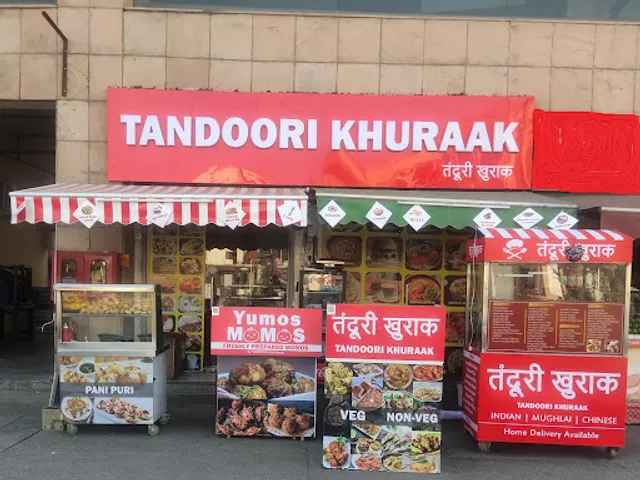 TANDOORI KHURAAK
तंदूरी खुराक
तंदूरी खुराक
Yumos
MOMOS
FRESHLY PREPARED MOMOS
तंदूरी खुराक
TANDOORI KHURAAK
VEG
NON-VEG
PANI PURI
तंदूरी खुराक
TANDOORI KHURAAK
INDIAN | MUGHLAI | CHINESE
Home Delivery Available